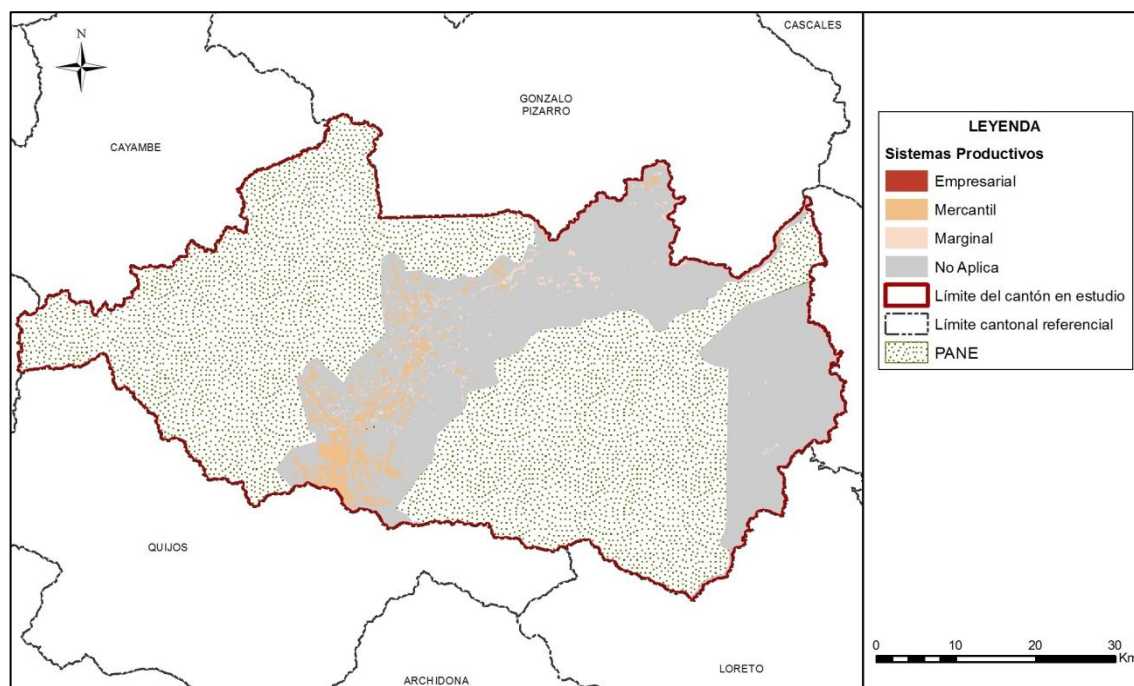 CASCALES
N
GONZALO
PIZARRO
CAYAMBE
QUIJOS
LORETO
ARCHIDONA
LEYENDA
Sistemas Productivos
Empresarial
Mercantil
Marginal
No Aplica
Límite del cantón en estudio
Límite cantonal referencial
PANE
0 10 20 30
Km